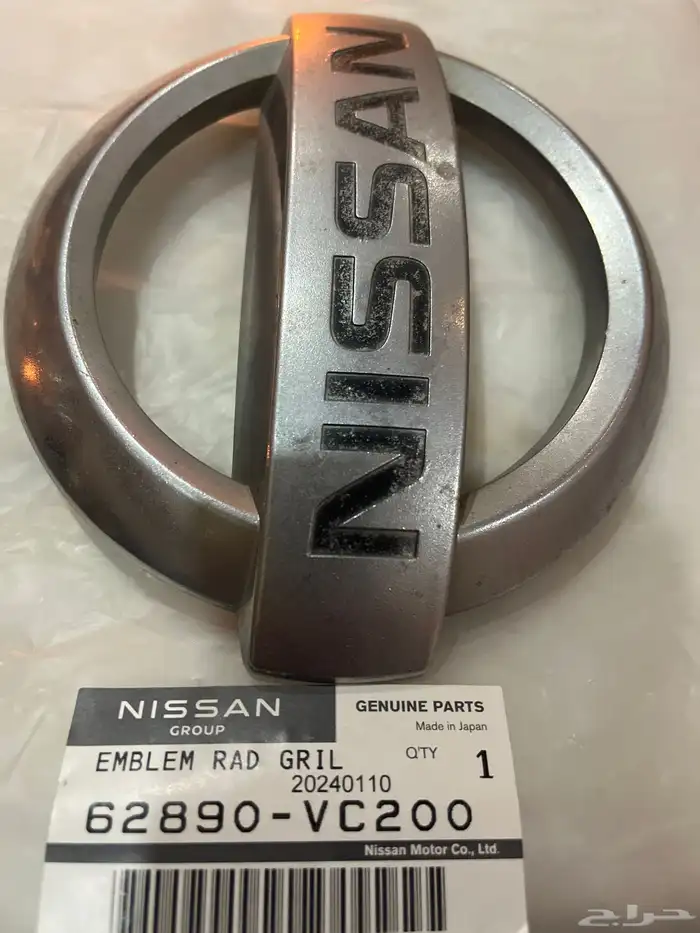 NISSAN
NISSAN
GROUP
GENUINE PARTS
Made in Japan
EMBLEM RAD GRIL
Q'TY
1
20240110
62890-VC200
Nissan Motor Co., Ltd.
حراج